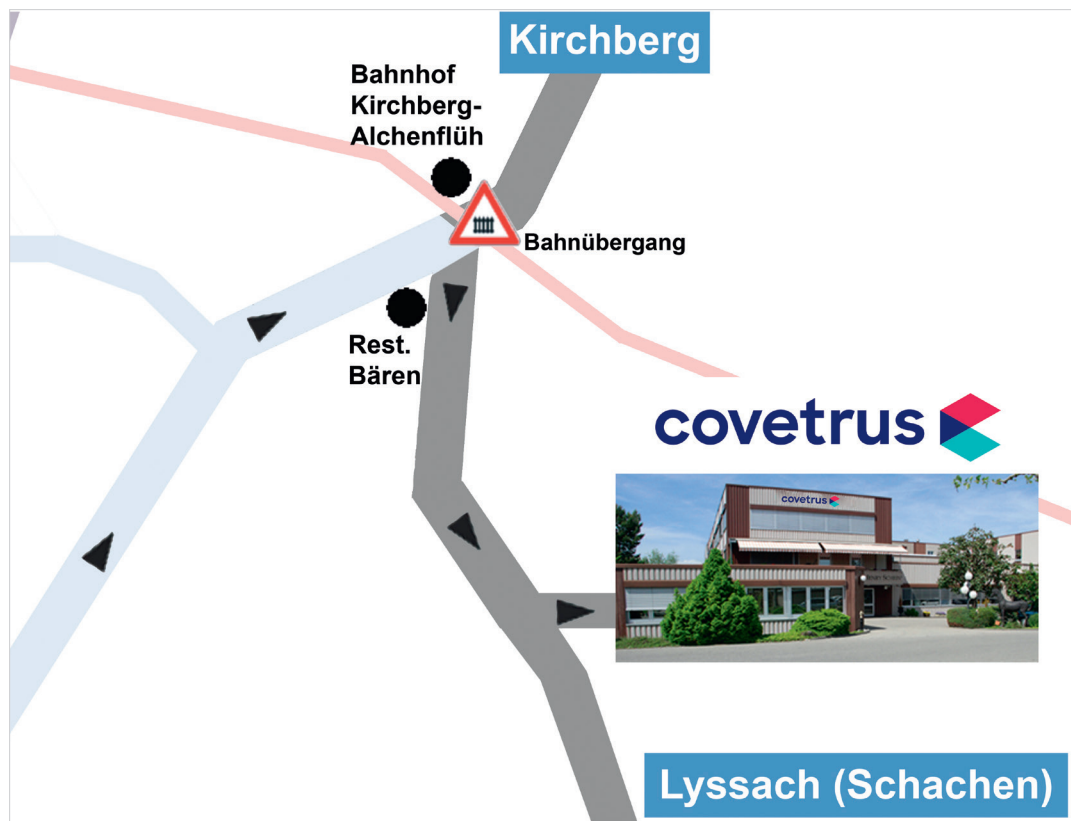 Kirchberg
Bahnhof
Kirchberg-
Alchenflüh
Bahnübergang
Rest.
Bären
covetrus
covetrus
Lyssach (Schachen)